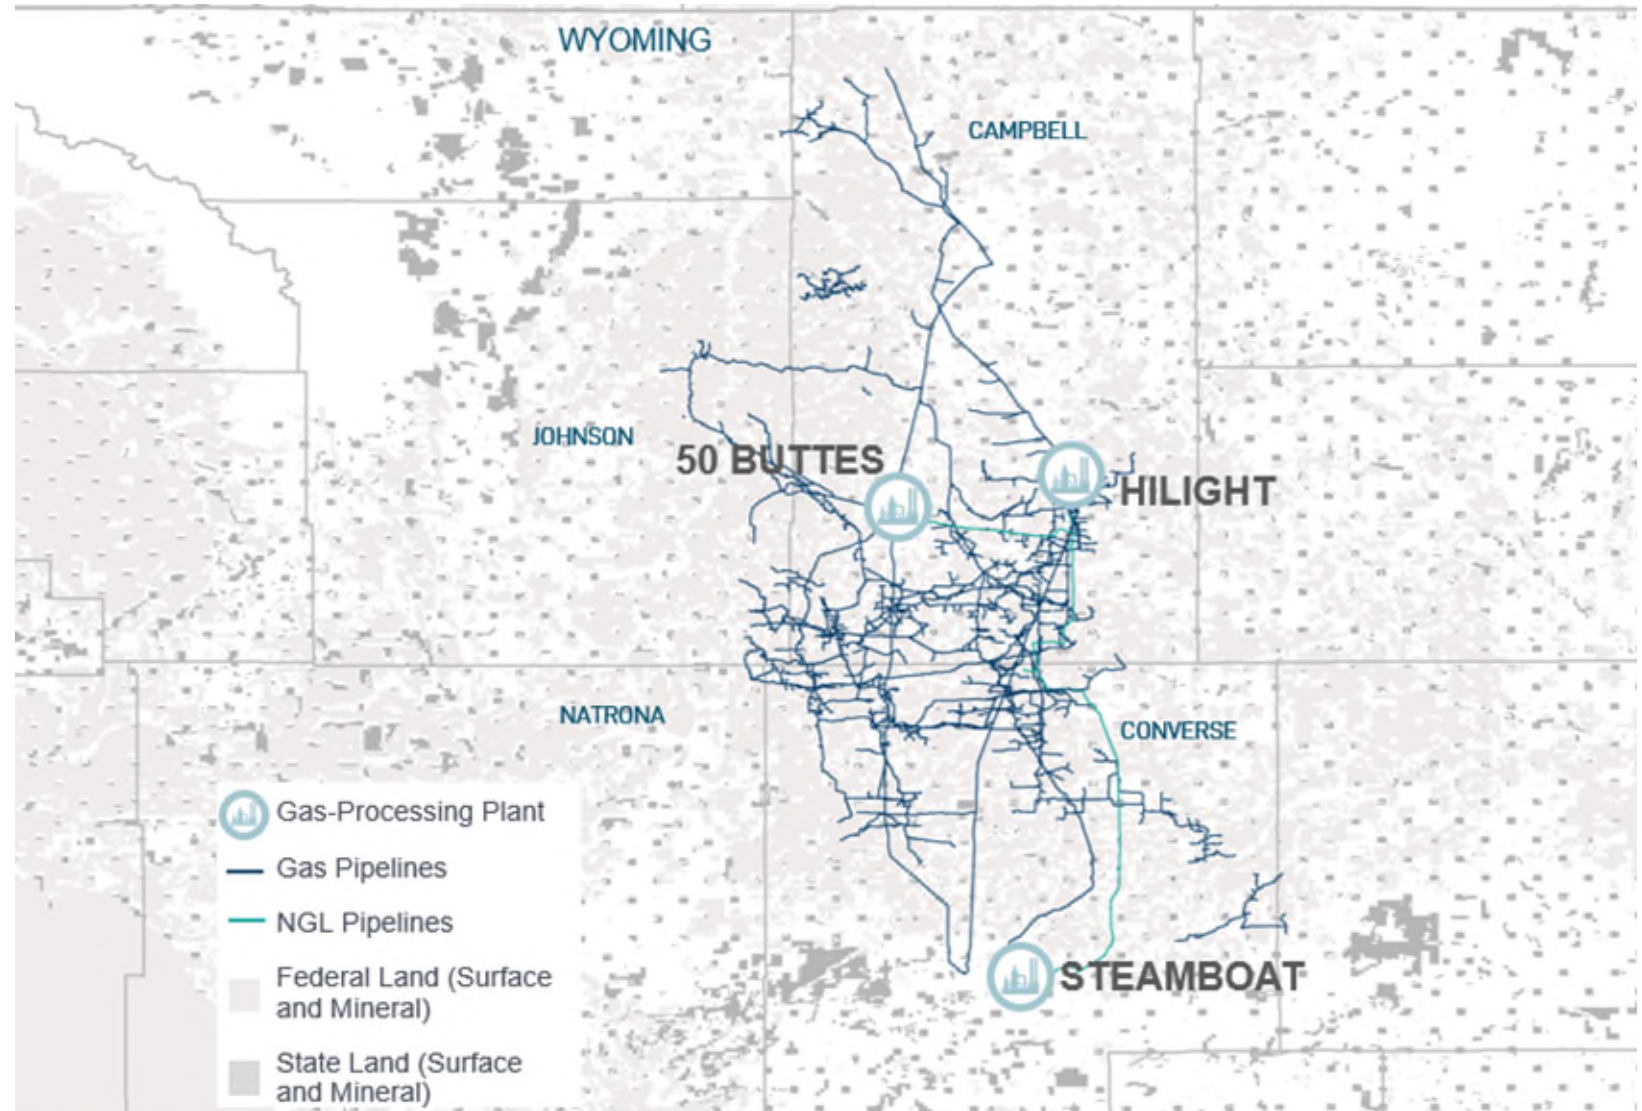 WYOMING
CAMPBELL
JOHNSON
50 BUTTES
HILIGHT
NATRONA
CONVERSE
Gas-Processing Plant
Gas Pipelines
NGL Pipelines
Federal Land (Surface
and Mineral)
State Land (Surface
and Mineral)
STEAMBOAT